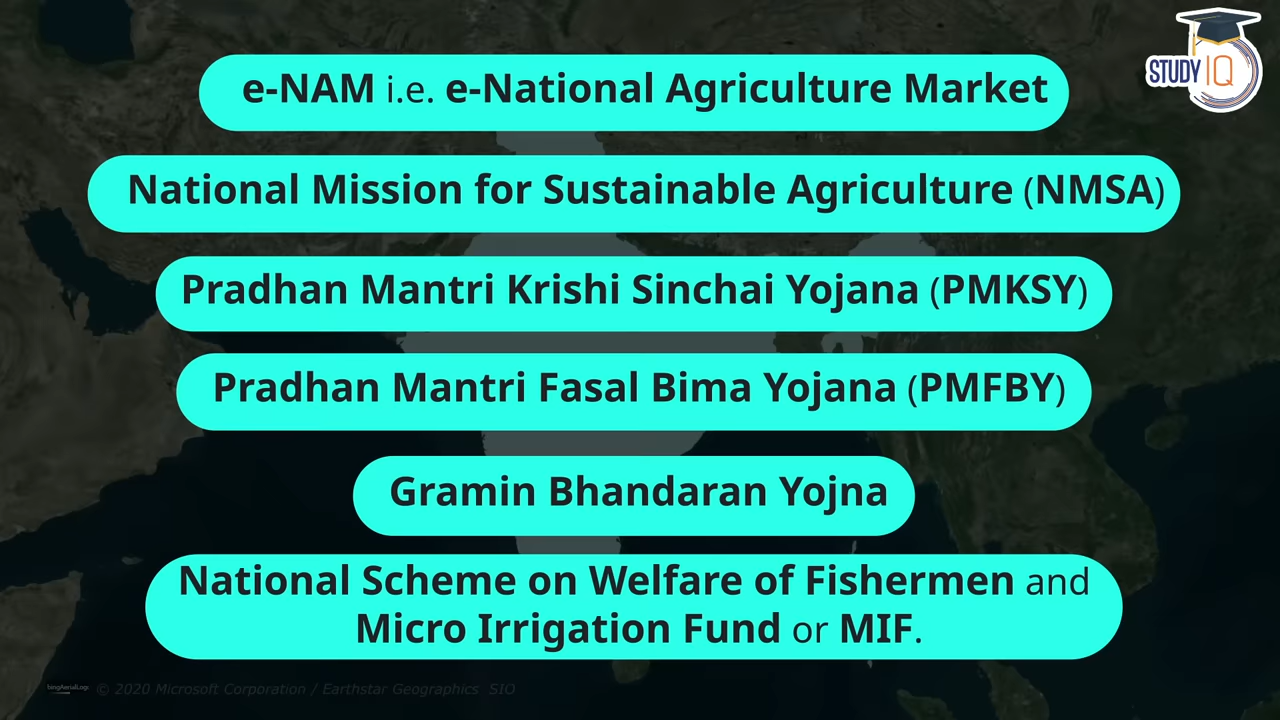 STUDY IQ
e-NAM i.e. e-National Agriculture Market
National Mission for Sustainable Agriculture (NMSA)
Pradhan Mantri Krishi Sinchai Yojana (PMKSY)
Pradhan Mantri Fasal Bima Yojana (PMFBY)
Gramin Bhandaran Yojna
National Scheme on Welfare of Fishermen and
Micro Irrigation Fund or MIF.
© 2020 Microsoft Corporation / Earthstar Geographics SIO